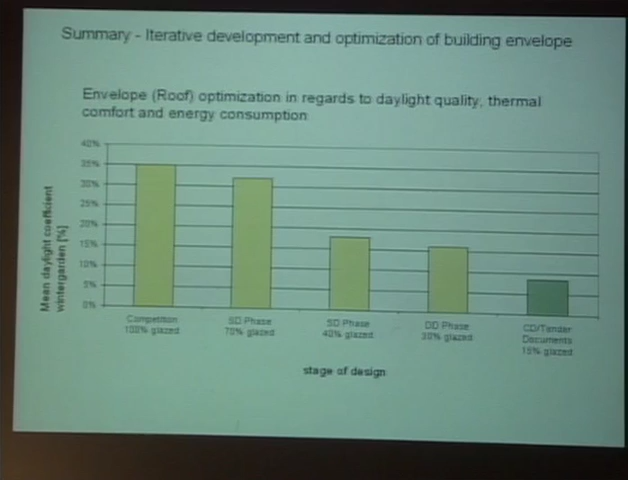 Summary - Iterative development and optimization of building envelope
Envelope (Roof) optimization in regards to daylight quality, thermal
comfort and energy consumption
40%
35%
30%
25%
20%
15%
10%
5%
0%
Mean daylight coefficient
wintergarden [%]
Competition
100% glazed
SD Phase
70% glazed
SD Phase
40% glazed
DD Phase
30% glazed
CD/Tender
Documents
15% glazed
stage of design